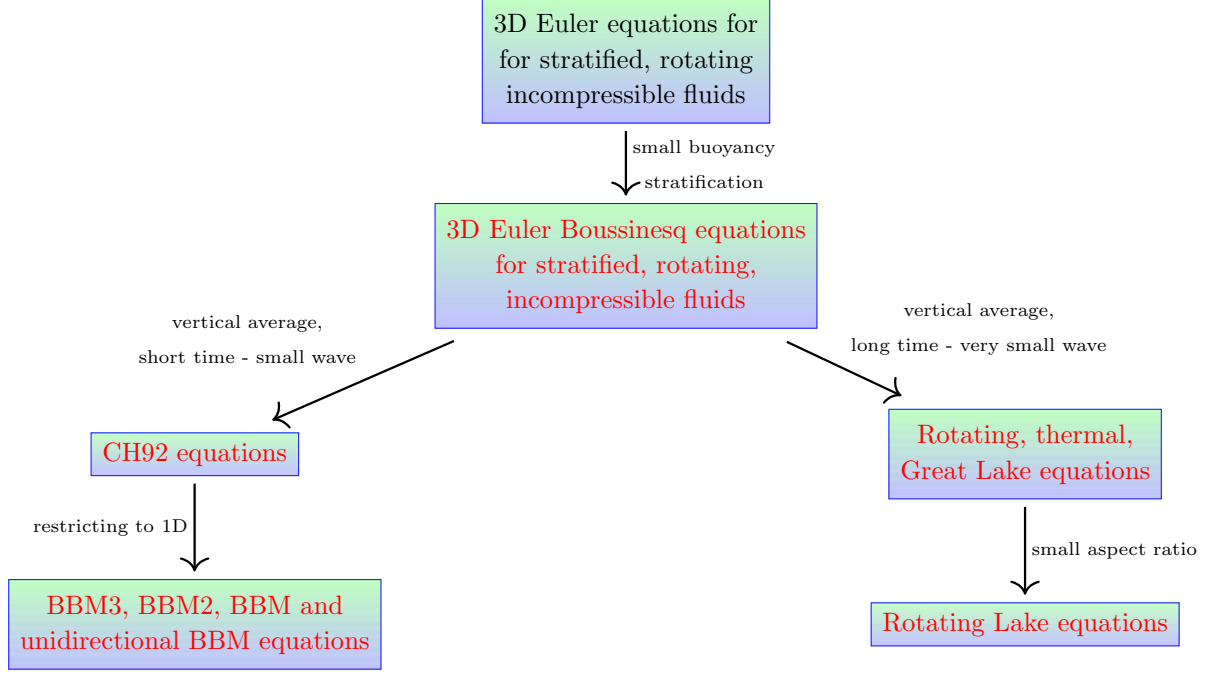 3D Euler equations for
for stratified, rotating
incompressible fluids
small buoyancy
stratification
3D Euler Boussinesq equations
for stratified, rotating,
incompressible fluids
vertical average,
short time - small wave
vertical average,
long time - very small wave
CH92 equations
Rotating, thermal,
Great Lake equations
restricting to 1D
small aspect ratio
BBM3, BBM2, BBM and
unidirectional BBM equations
Rotating Lake equations